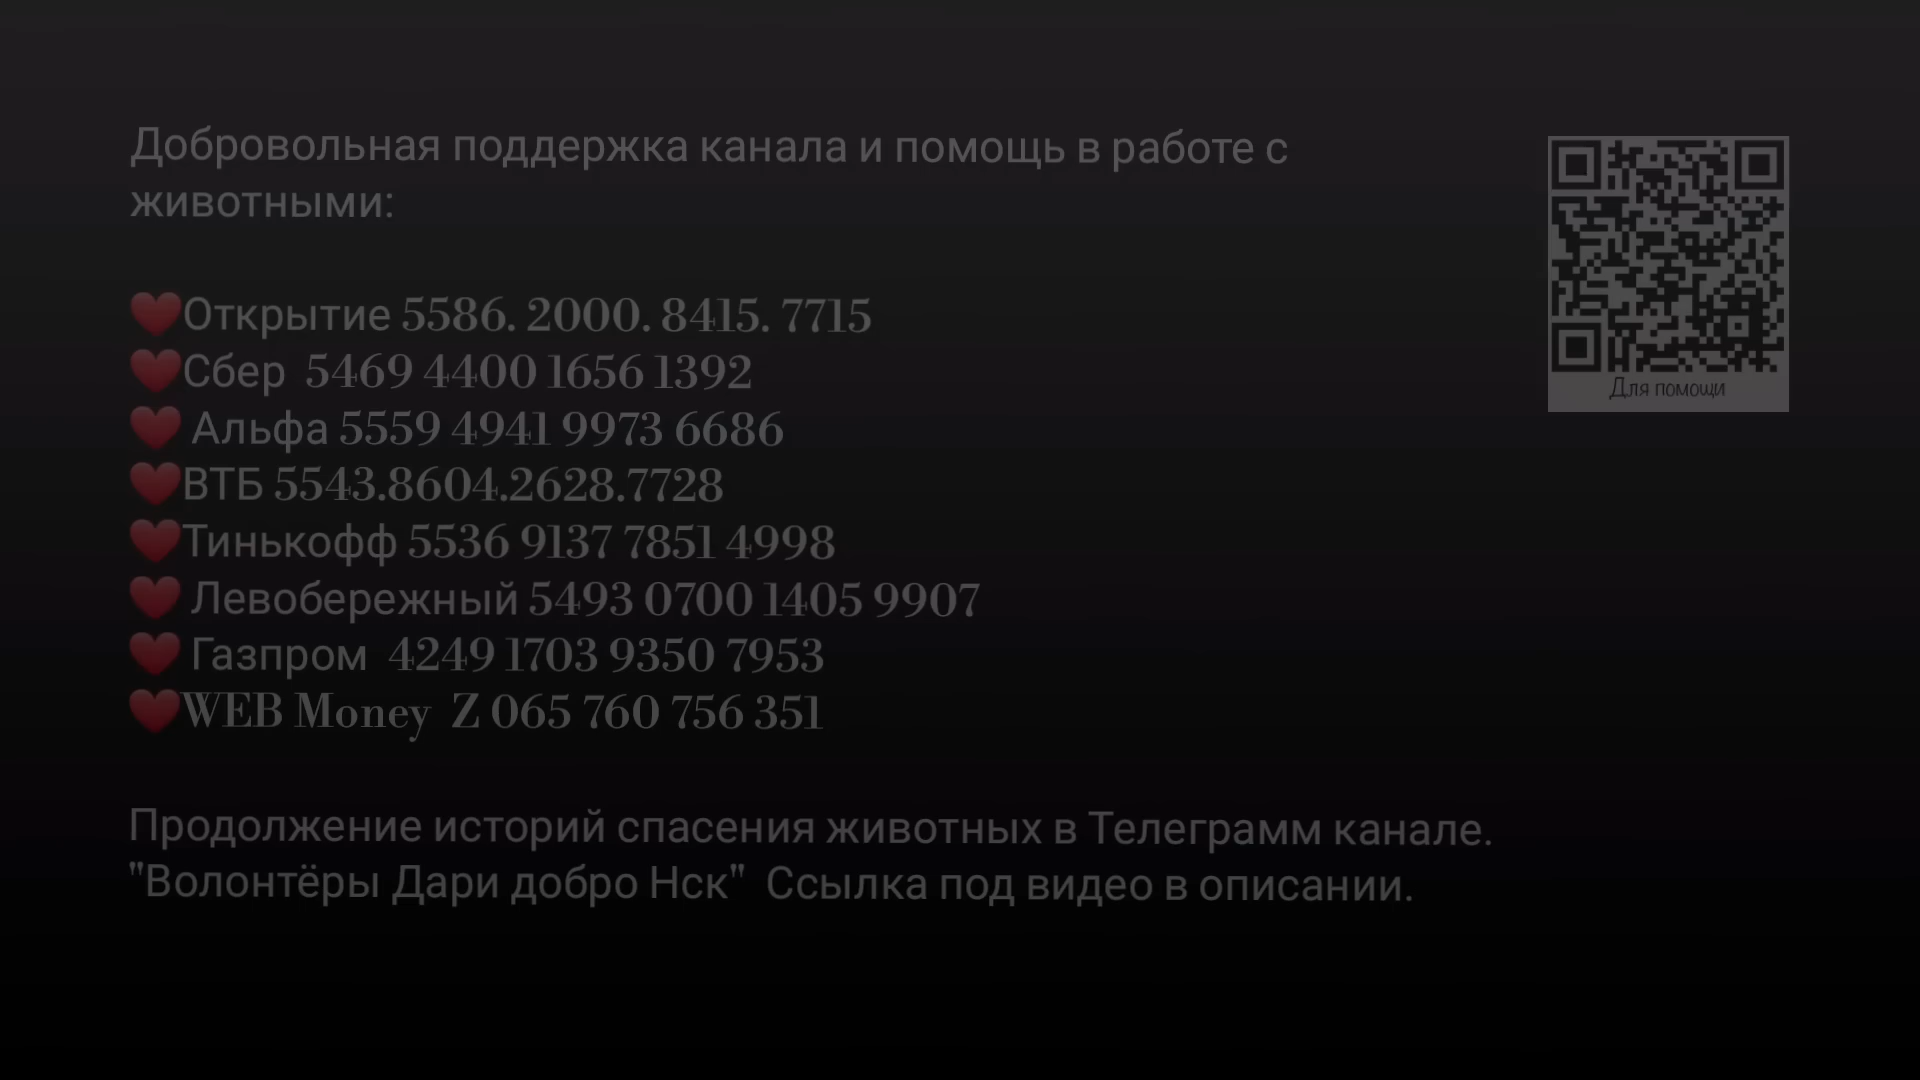 Добровольная поддержка канала и помощь в работе с
животными:
❤️Открытие 5586. 2000. 8415. 7715
❤️Сбер 5469 4400 1656 1392
❤️ Альфа 5559 4941 9973 6686
❤️ВТБ 5543.8604.2628.7728
❤️Тинькофф 5536 9137 7851 4998
❤️ Левобережный 5493 0700 1405 9907
❤️ Газпром 4249 1703 9350 7953
❤️WEB Money Z 065 760 756 351
Для помощи
Продолжение историй спасения животных в Телеграмм канале.
"Волонтёры Дари добро Нск" Ссылка под видео в описании.